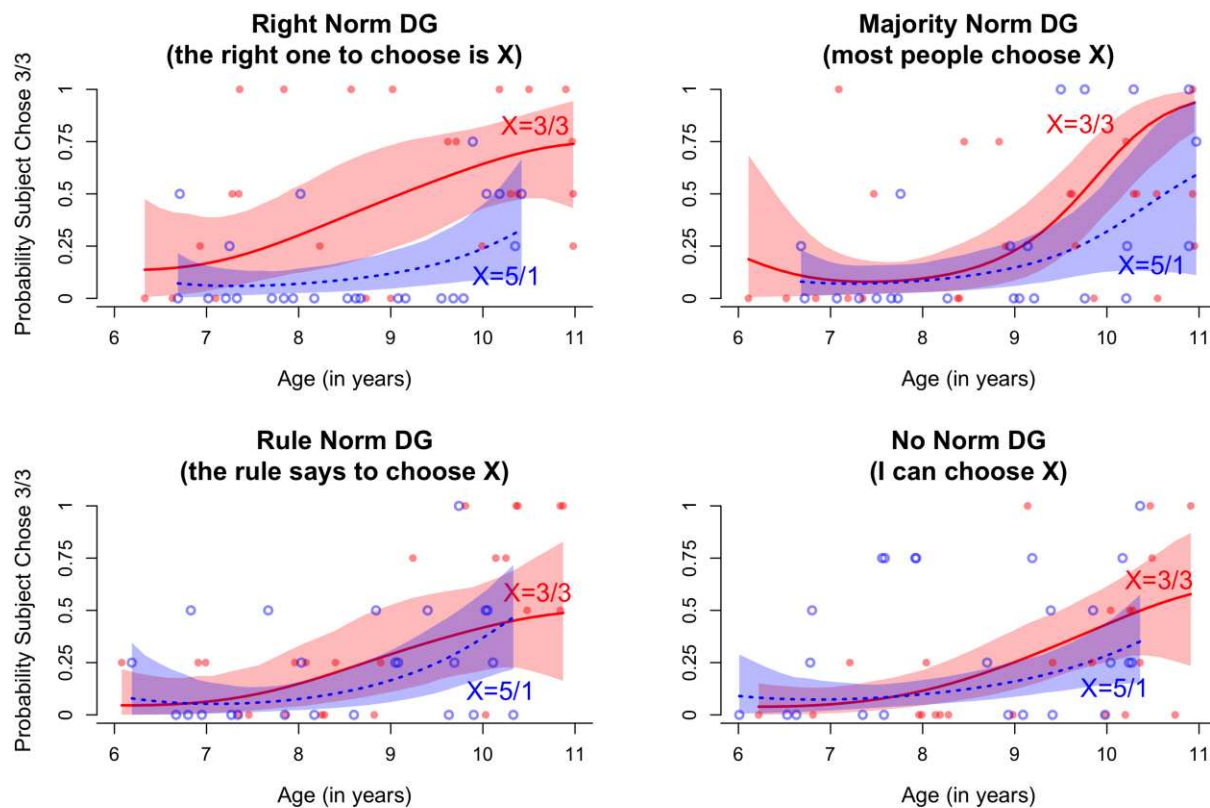 Right Norm DG
(the right one to choose is X)
Probability Subject Chose 3/3
1
0.75
0.5
0.25
0
X=3/3
X=5/1
6 7 8 9 10 11
Age (in years)
Majority Norm DG
(most people choose X)
1
0.75
0.5
0.25
0
X=3/3
X=5/1
6 7 8 9 10 11
Age (in years)
Rule Norm DG
(the rule says to choose X)
Probability Subject Chose 3/3
1
0.75
0.5
0.25
0
X=3/3
X=5/1
6 7 8 9 10 11
Age (in years)
No Norm DG
(I can choose X)
1
0.75
0.5
0.25
0
X=3/3
X=5/1
6 7 8 9 10 11
Age (in years)